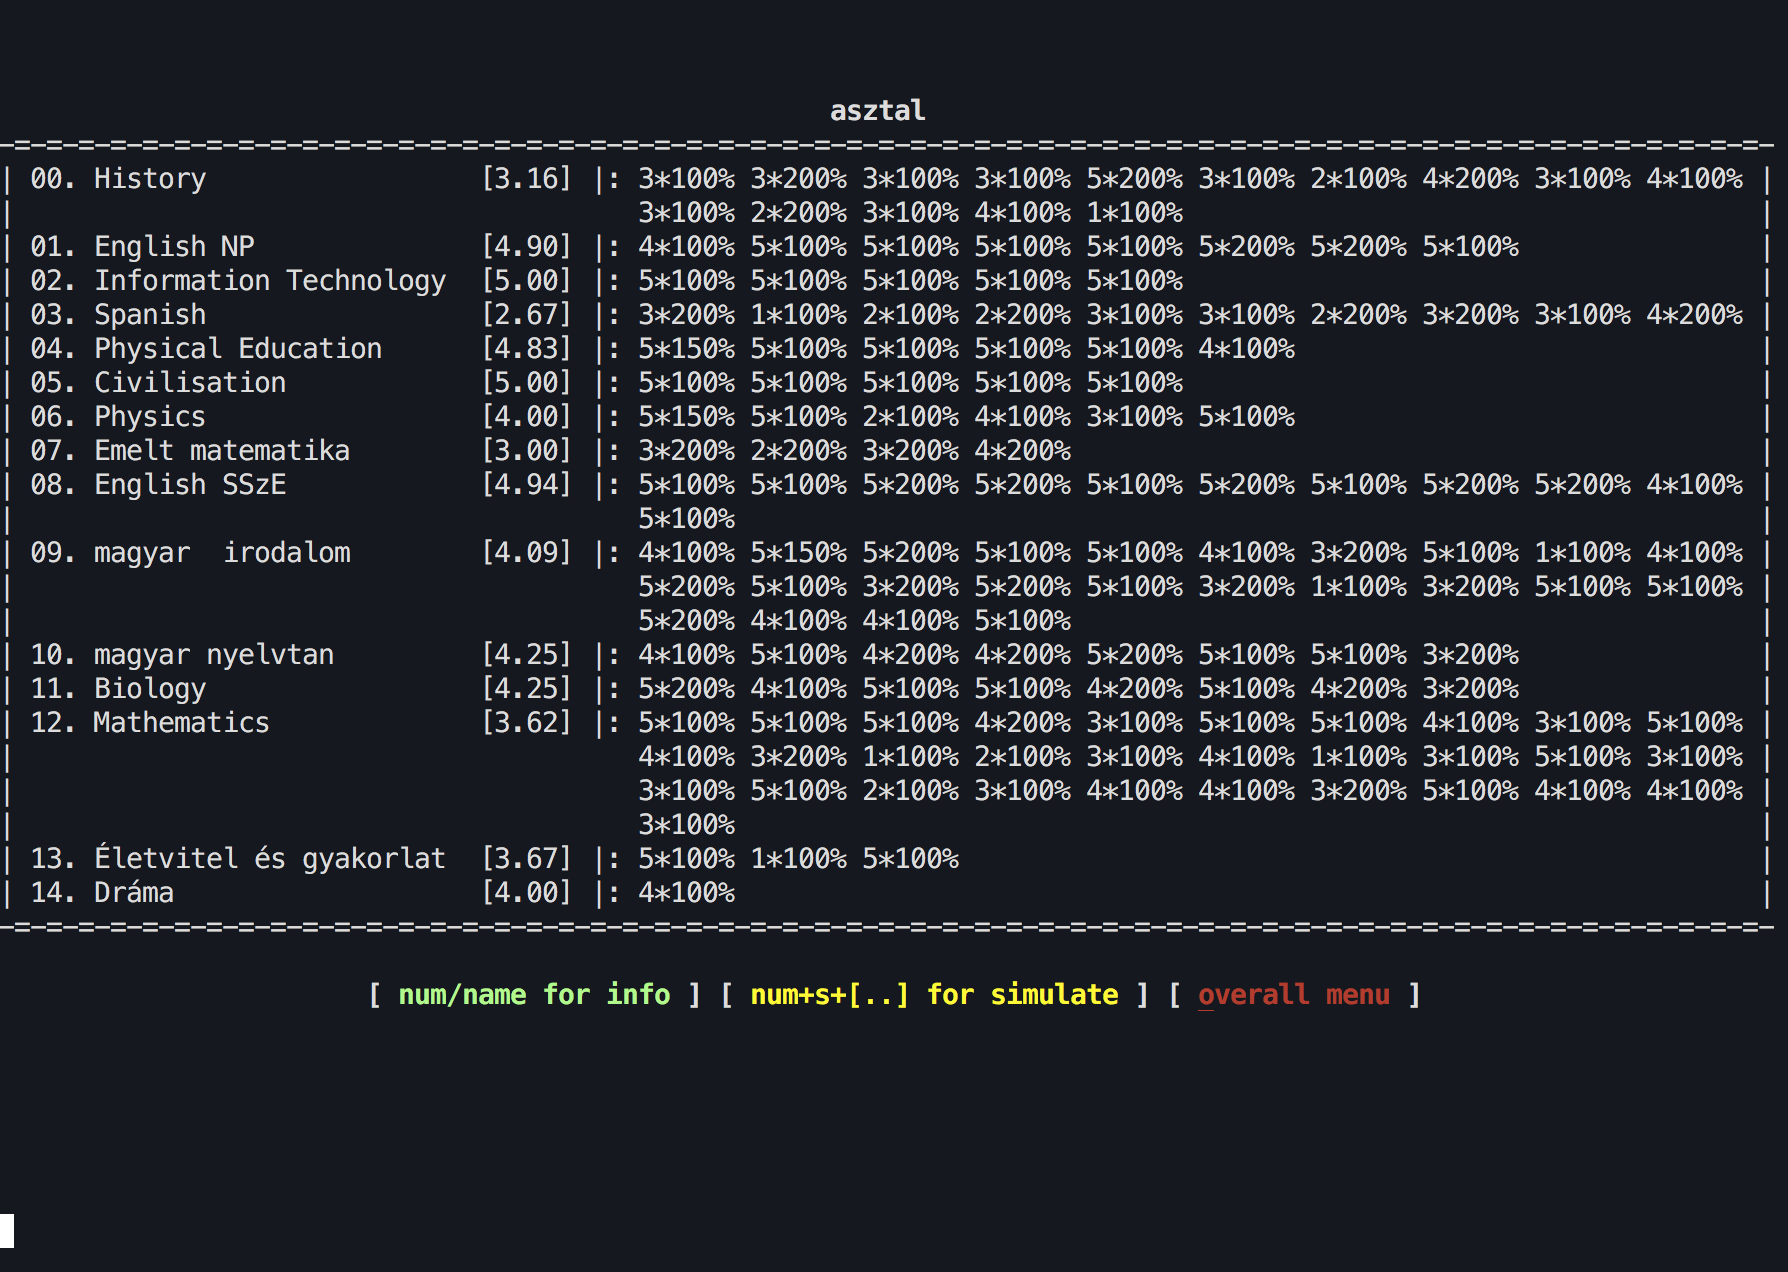 asztal
-=-=-=-=-=-=-=-=-=-=-=-=-=-=-=-=-=-=-=-=-=-=-=-=-=-=-=-=-=-=-=-=-=-=-=-=-=-=-=-=-=-=-=-=-=-=-=-=-=-=-=-=-=-=-=-
| 00. History [3.16] |: 3*100% 3*200% 3*100% 3*100% 5*200% 3*100% 2*100% 4*200% 3*100% 4*100% |
| 3*100% 2*200% 3*100% 4*100% 1*100% |
| 01. English NP [4.90] |: 4*100% 5*100% 5*100% 5*100% 5*100% 5*200% 5*200% 5*100% |
| 02. Information Technology [5.00] |: 5*100% 5*100% 5*100% 5*100% 5*100% |
| 03. Spanish [2.67] |: 3*200% 1*100% 2*100% 2*200% 3*100% 3*100% 2*200% 3*200% 3*100% 4*200% |
| 04. Physical Education [4.83] |: 5*150% 5*100% 5*100% 5*100% 5*100% 4*100% |
| 05. Civilisation [5.00] |: 5*100% 5*100% 5*100% 5*100% 5*100% |
| 06. Physics [4.00] |: 5*150% 5*100% 2*100% 4*100% 3*100% 5*100% |
| 07. Emelt matematika [3.00] |: 3*200% 2*200% 3*200% 4*200% |
| 08. English SSzE [4.94] |: 5*100% 5*100% 5*200% 5*200% 5*100% 5*200% 5*100% 5*200% 5*200% 4*100% |
| 5*100% |
| 09. magyar  irodalom [4.09] |: 4*100% 5*150% 5*200% 5*100% 5*100% 4*100% 3*200% 5*100% 1*100% 4*100% |
| 5*200% 5*100% 3*200% 5*200% 5*100% 3*200% 1*100% 3*200% 5*100% 5*100% |
| 5*200% 4*100% 4*100% 5*100% |
| 10. magyar nyelvtan [4.25] |: 4*100% 5*100% 4*200% 4*200% 5*200% 5*100% 5*100% 3*200% |
| 11. Biology [4.25] |: 5*200% 4*100% 5*100% 5*100% 4*200% 5*100% 4*200% 3*200% |
| 12. Mathematics [3.62] |: 5*100% 5*100% 5*100% 4*200% 3*100% 5*100% 5*100% 4*100% 3*100% 5*100% |
| 4*100% 3*200% 1*100% 2*100% 3*100% 4*100% 1*100% 3*100% 5*100% 3*100% |
| 3*100% 5*100% 2*100% 3*100% 4*100% 4*100% 3*200% 5*100% 4*100% 4*100% |
| 3*100% |
| 13. Életvitel és gyakorlat [3.67] |: 5*100% 1*100% 5*100% |
| 14. Dráma [4.00] |: 4*100% |
-=-=-=-=-=-=-=-=-=-=-=-=-=-=-=-=-=-=-=-=-=-=-=-=-=-=-=-=-=-=-=-=-=-=-=-=-=-=-=-=-=-=-=-=-=-=-=-=-=-=-=-=-=-=-=-
[ num/name for info ] [ num+s+[..] for simulate ] [ overall menu ]